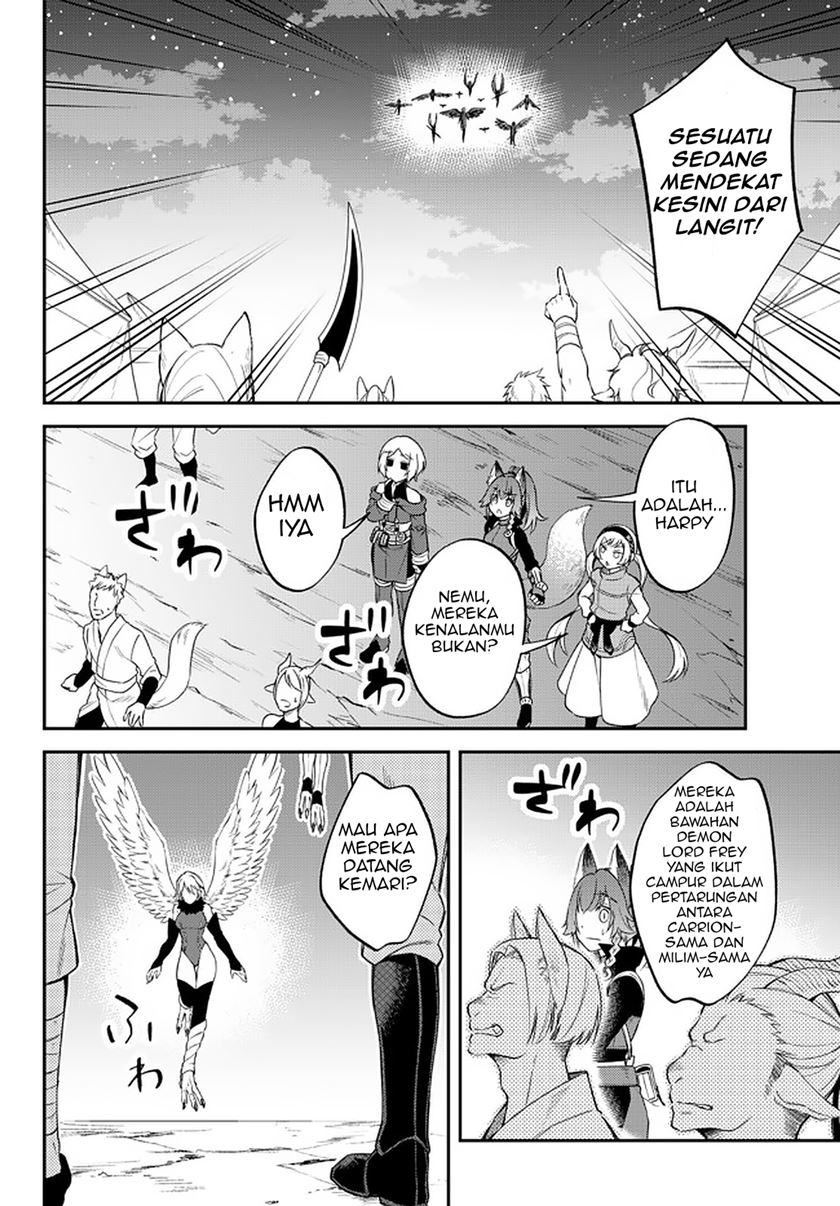 SESUATU
SEDANG
MENDEKAT
KESINI DARI
LANGIT!
ITU
ADALAH...
HARPY
NEMU,
MEREKA
KENALANMU
BUKAN?
HMM
IYA
ざわ
ざわ
MEREKA
ADALAH
BAWAHAN
DEMON
LORD FREY
YANG IKUT
CAMPUR DALAM
PERTARUNGAN
ANTARA
CARRION-
SAMA DAN
MILIM-SAMA
YA
ざわ
MAU APA
MEREKA
DATANG
KEMARI?
ふわ